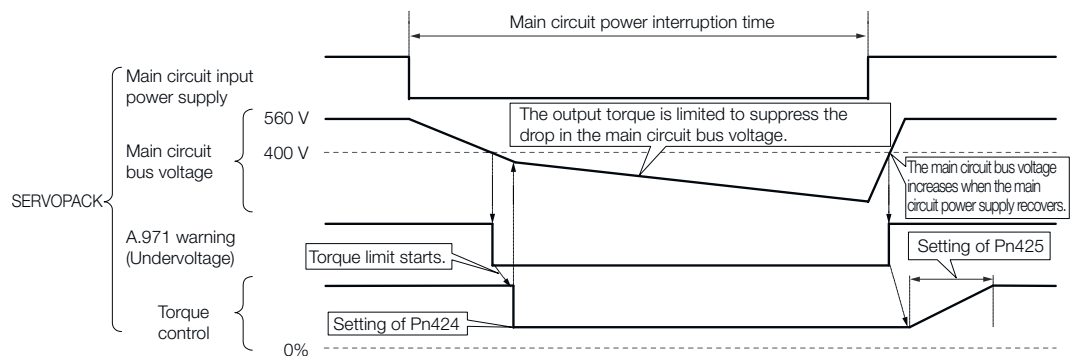 Main circuit power interruption time
SERVOPACK
Main circuit input
power supply
560 V
The output torque is limited to suppress the
drop in the main circuit bus voltage.
Main circuit
bus voltage
400 V
The main circuit bus voltage
increases when the main
circuit power supply recovers.
A.971 warning
(Undervoltage)
Torque limit starts.
Setting of Pn425
Torque
control
Setting of Pn424
0%